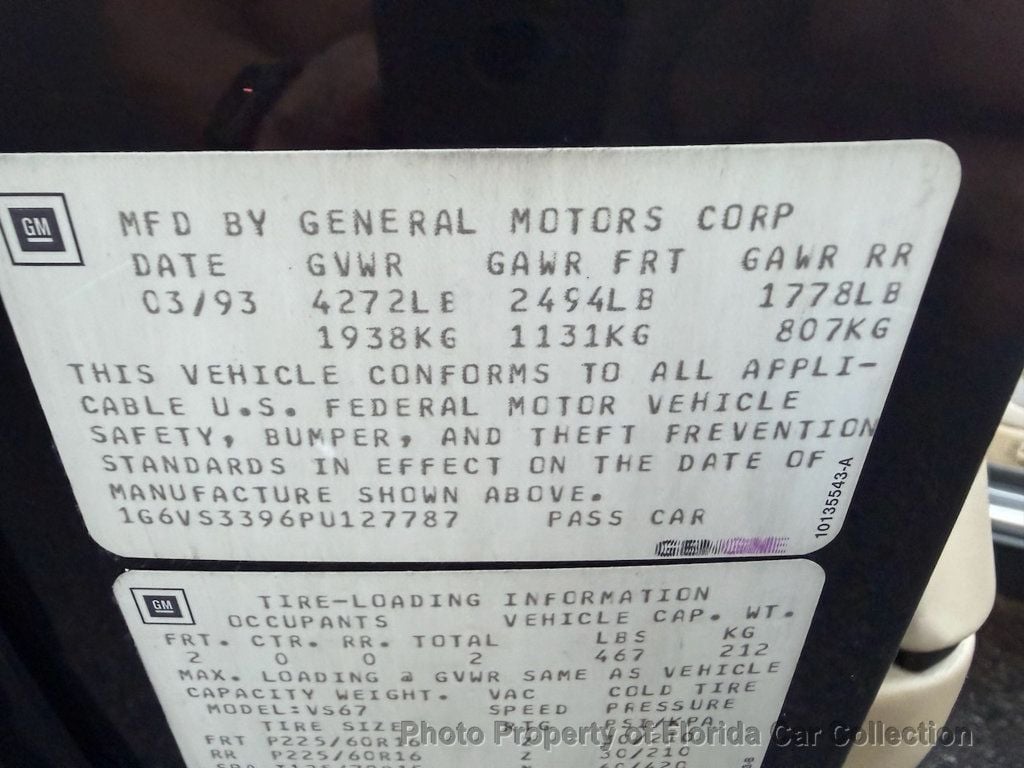 GM
MFD BY GENERAL MOTORS CORP
DATE GVWR GAWR FRT GAWR RR
03/93 4272LB 2494LB 1778LB
1938KG 1131KG 807KG
THIS VEHICLE CONFORMS TO ALL APPLI-
CABLE U.S. FEDERAL MOTOR VEHICLE
SAFETY, BUMPER, AND THEFT PREVENTION
STANDARDS IN EFFECT ON THE DATE OF
MANUFACTURE SHOWN ABOVE.
1G6VS3396PU127787 PASS CAR
10135543-A
GM
TIRE-LOADING INFORMATION
OCCUPANTS VEHICLE CAP. WT.
FRT. CTR. RR. TOTAL LBS KG
2 0 0 2 467 212
MAX. LOADING @ GVWR SAME AS VEHICLE
CAPACITY WEIGHT. VAC COLD TIRE
MODEL:VS67 SPEED PRESSURE
TIRE SIZE RTG PSI/KPA
FRT P225/60R16 Z
RR P225/60R16 Z 30/210
Photo Property of Florida Car Collection